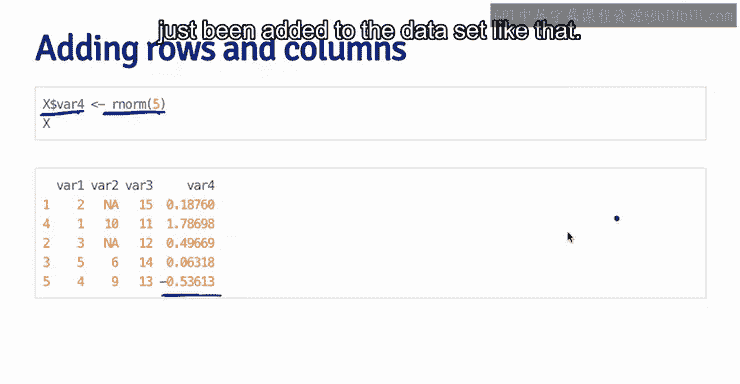 just been added to the data set like that.
Adding rows and columns
X$var4 <- rnorm(5)
X
var1 var2 var3 var4
1 2 NA 15 0.18760
4 1 10 11 1.78698
2 3 NA 12 0.49669
3 5 6 14 0.06318
5 4 9 13 -0.53613